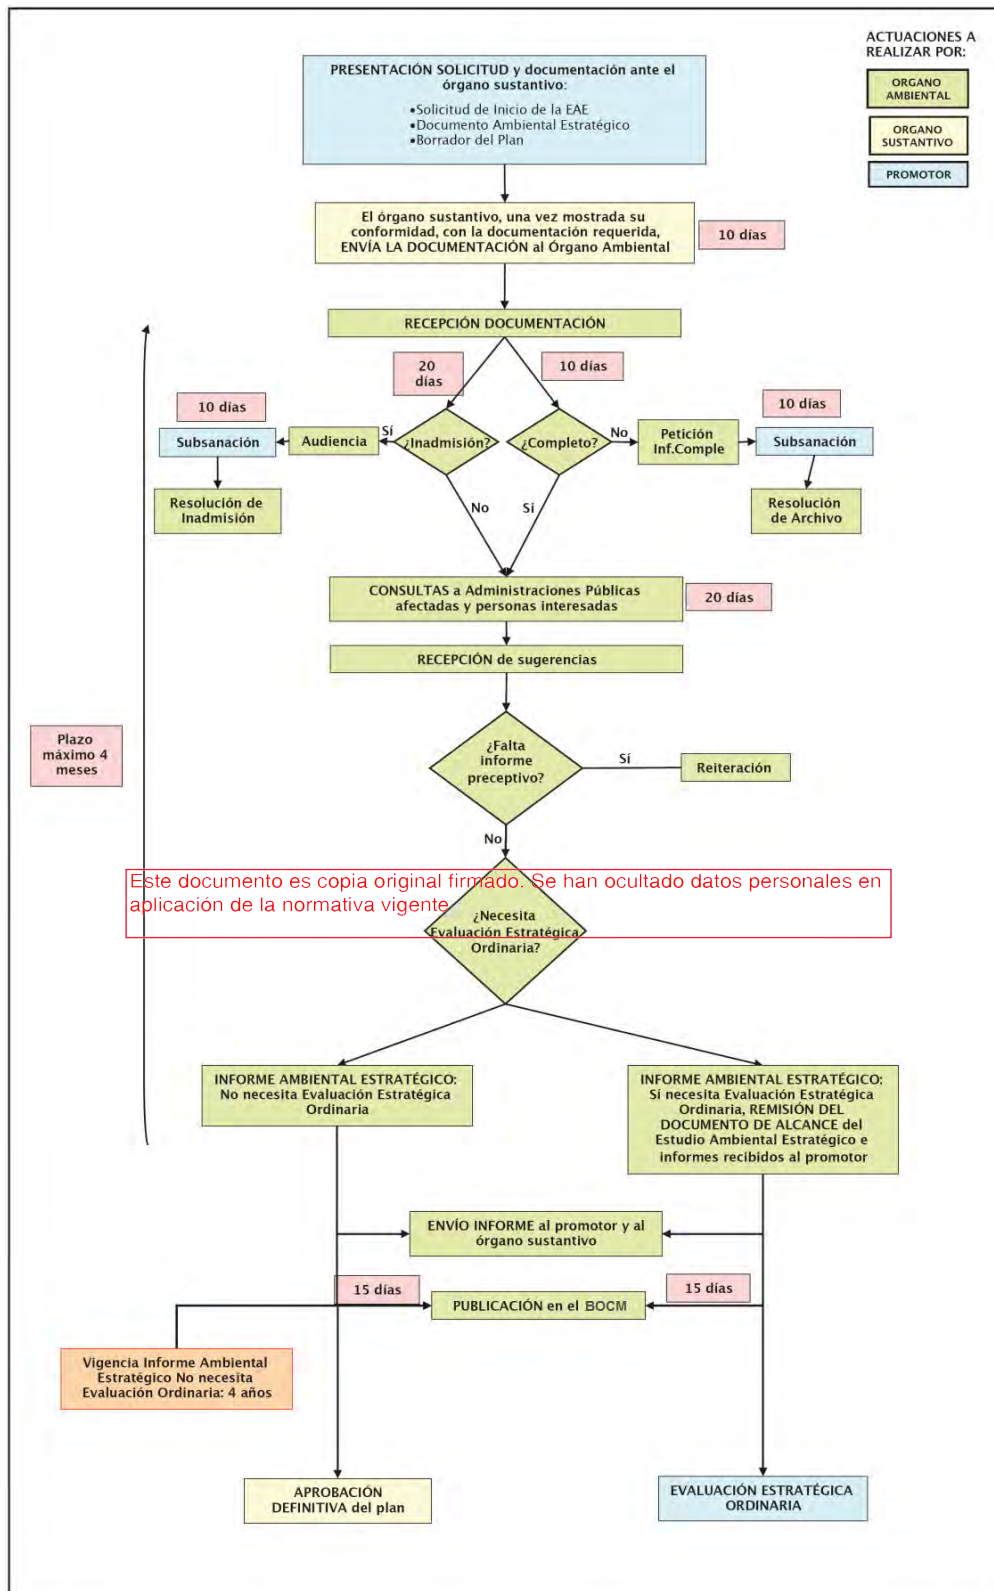 ACTUACIONES A
REALIZAR POR:
ORGANO
AMBIENTAL
ORGANO
SUSTANTIVO
PROMOTOR
PRESENTACIÓN SOLICITUD y documentación ante el
órgano sustantivo:
•Solicitud de Inicio de la EAE
•Documento Ambiental Estratégico
•Borrador del Plan
El órgano sustantivo, una vez mostrada su
conformidad, con la documentación requerida,
ENVÍA LA DOCUMENTACIÓN al Órgano Ambiental
10 días
RECEPCIÓN DOCUMENTACIÓN
20
días
10 días
10 días
10 días
Subsanación
Audiencia
Sí
¿Inadmisión?
¿Completo?
No
Petición
Inf.Comple
Subsanación
Resolución de
Inadmisión
Resolución
de Archivo
No
Sí
CONSULTAS a Administraciones Públicas
afectadas y personas interesadas
20 días
RECEPCIÓN de sugerencias
Plazo
máximo 4
meses
¿Falta
informe
preceptivo?
Sí
Reiteración
No
Este documento es copia original firmado. Se han ocultado datos personales en
aplicación de la normativa vigente
¿Necesita
Evaluación Estratégica
Ordinaria?
INFORME AMBIENTAL ESTRATÉGICO:
No necesita Evaluación Estratégica
Ordinaria
INFORME AMBIENTAL ESTRATÉGICO:
Sí necesita Evaluación Estratégica
Ordinaria, REMISIÓN DEL
DOCUMENTO DE ALCANCE del
Estudio Ambiental Estratégico e
informes recibidos al promotor
ENVÍO INFORME al promotor y al
órgano sustantivo
15 días
15 días
PUBLICACIÓN en el BOCM
Vigencia Informe Ambiental
Estratégico No necesita
Evaluación Ordinaria: 4 años
APROBACIÓN
DEFINITIVA del plan
EVALUACIÓN ESTRATÉGICA
ORDINARIA